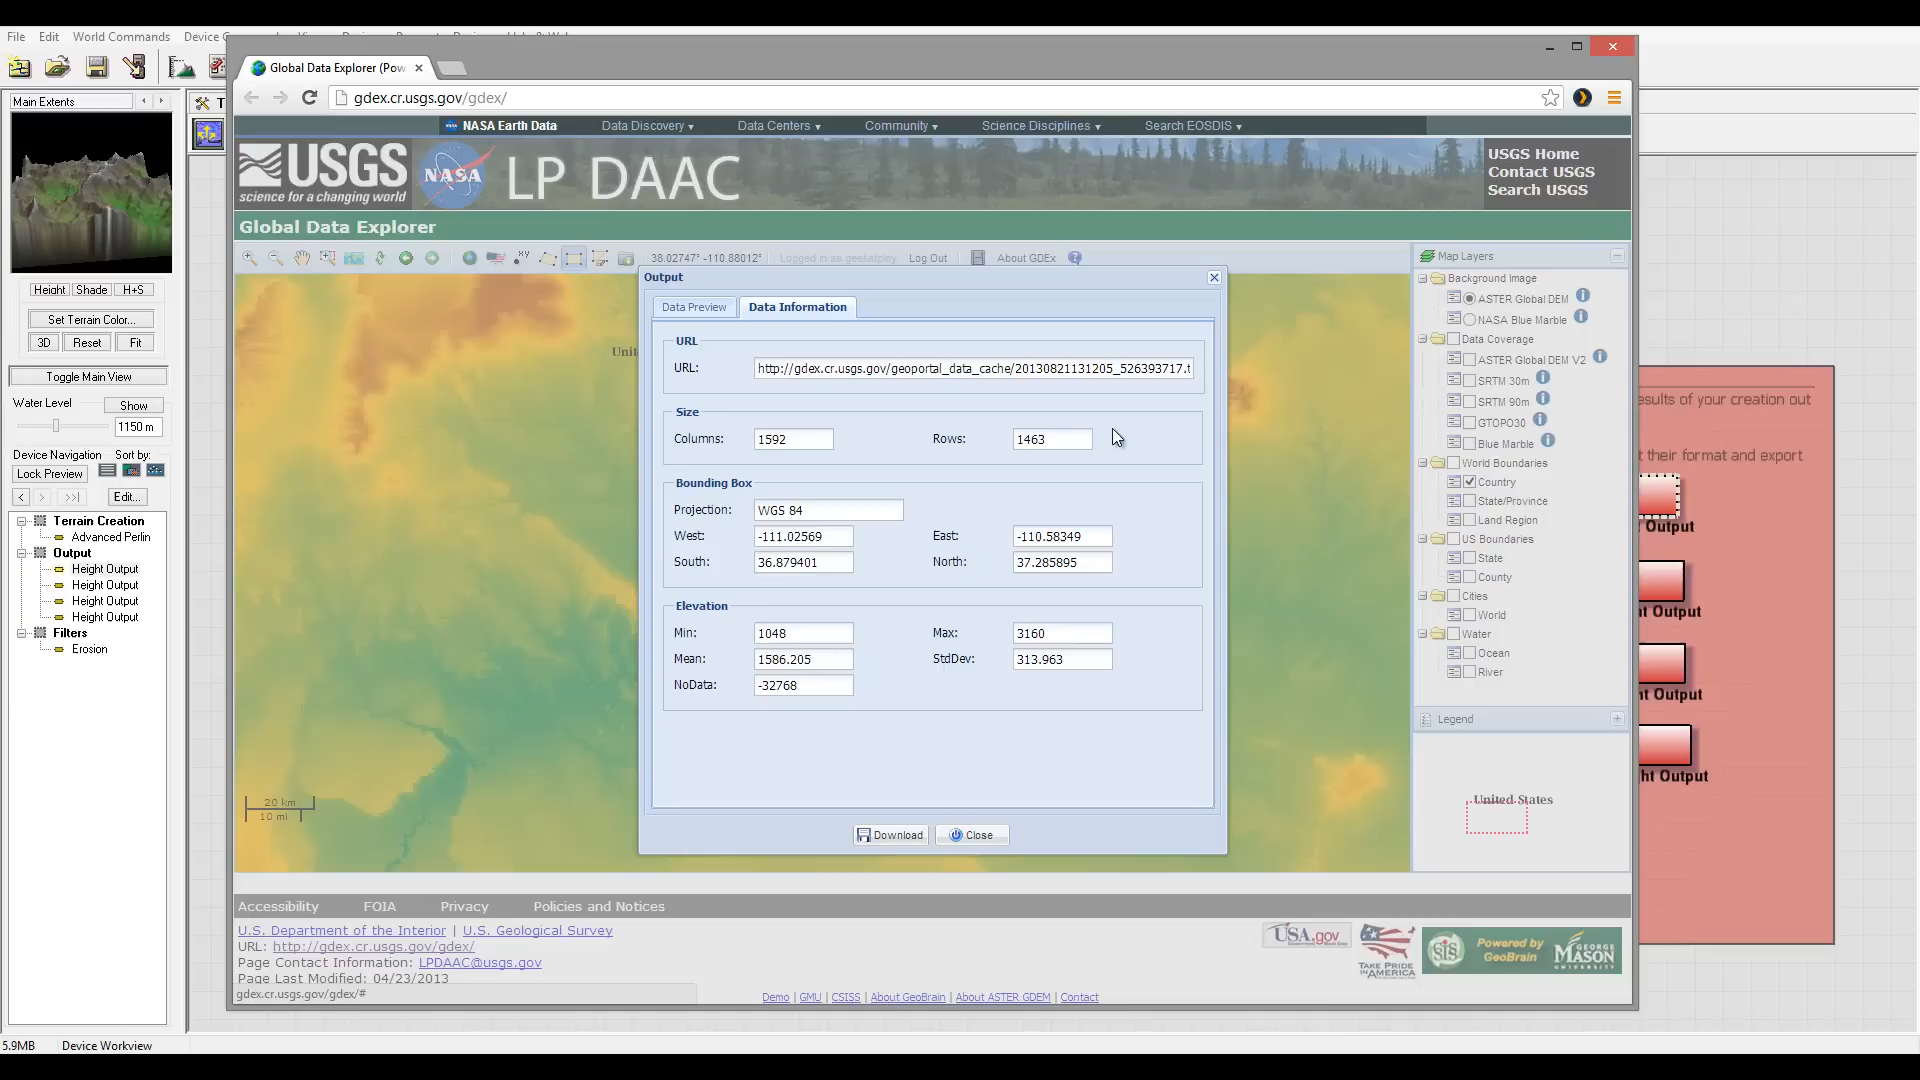 File Edit World Commands Device
Main Extents
Height Shade H+S
Set Terrain Color...
3D Reset Fit
Toggle Main View
Water Level Show
1150 m
Device Navigation Sort by:
Lock Preview
< > >>| Edit...
Terrain Creation
Advanced Perlin
Output
Height Output
Height Output
Height Output
Height Output
Filters
Erosion
5.9MB Device Workview
T
Global Data Explorer (Pow
gdex.cr.usgs.gov/gdex/
NASA Earth Data Data Discovery Data Centers Community Science Disciplines Search EOSDIS
USGS
science for a changing world
NASA
LP DAAC
USGS Home
Contact USGS
Search USGS
Global Data Explorer
xy
38.02747° -110.88012° Logged in as geekatplay Log Out About GDEx
Output
Data Preview Data Information
URL
URL: http://gdex.cr.usgs.gov/geoportal_data_cache/20130821131205_526393717.t
Size
Columns: 1592 Rows: 1463
Bounding Box
Projection: WGS 84
West: -111.02569 East: -110.58349
South: 36.879401 North: 37.285895
Elevation
Min: 1048 Max: 3160
Mean: 1586.205 StdDev: 313.963
NoData: -32768
Download Close
Unit
20 km
10 mi
Map Layers
Background Image
ASTER Global DEM
NASA Blue Marble
Data Coverage
ASTER Global DEM V2
SRTM 30m
SRTM 90m
GTOPO30
Blue Marble
World Boundaries
Country
State/Province
Land Region
US Boundaries
State
County
Cities
World
Water
Ocean
River
Legend
United States
esults of your creation out
t their format and export
Output
ht Output
ht Output
ht Output
Accessibility FOIA Privacy Policies and Notices
U.S. Department of the Interior | U.S. Geological Survey
URL: http://gdex.cr.usgs.gov/gdex/
Page Contact Information: LPDAAC@usgs.gov
Page Last Modified: 04/23/2013
gdex.cr.usgs.gov/gdex/#
USA.gov
TAKE PRIDE
IN AMERICA
SIS
Powered by
GeoBrain
GEORGE
MASON
UNIVERSITY
Demo | GMU | CSISS | About GeoBrain | About ASTER GDEM | Contact